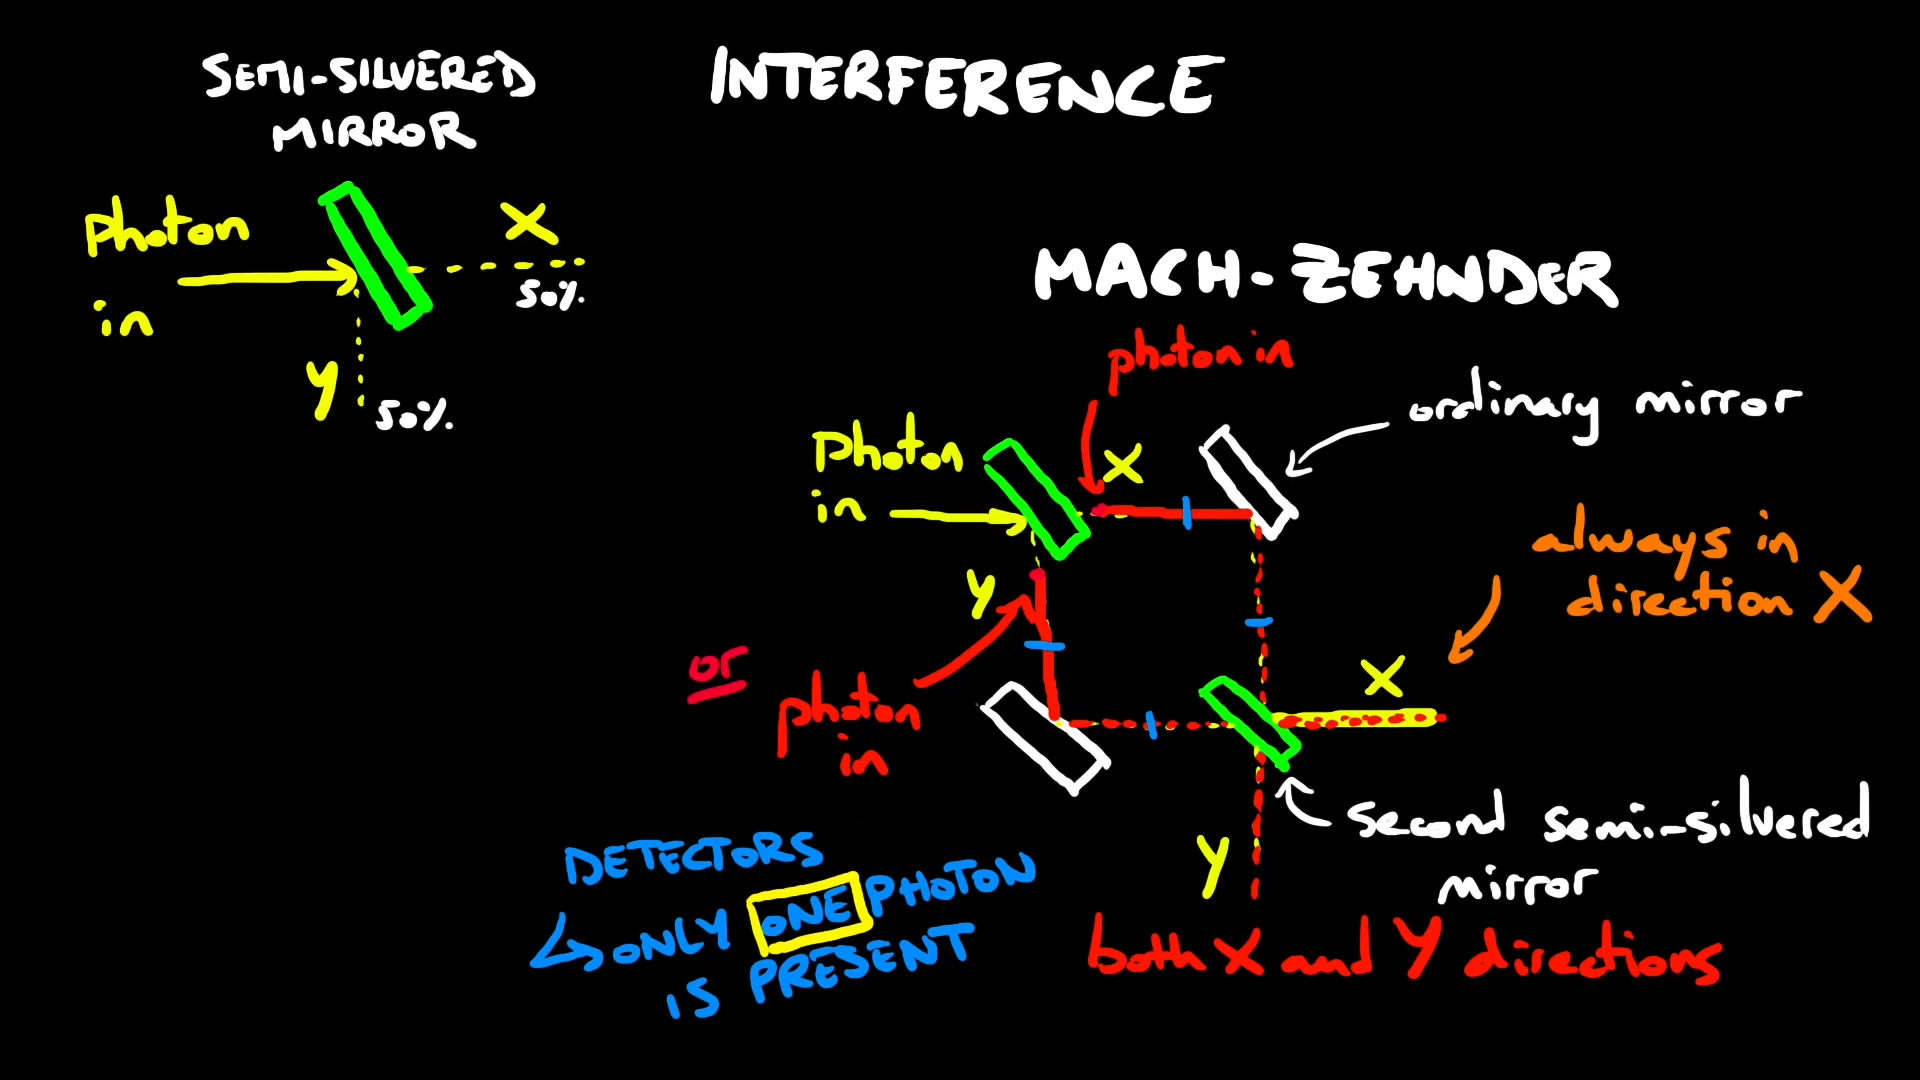 SEMI-SILVERED
MIRROR
INTERFERENCE
photon
in
X
50%
y
50%
MACH-ZEHNDER
photon in
ordinary mirror
photon
in
X
y
always in
direction X
or
photon
in
X
second semi-silvered
mirror
y
both X and Y directions
DETECTORS
ONLY ONE PHOTON
IS PRESENT